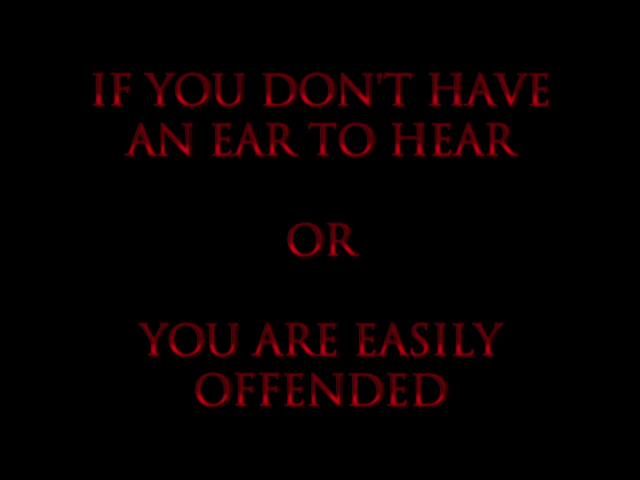 IF YOU DON'T HAVE
AN EAR TO HEAR
OR
YOU ARE EASILY
OFFENDED